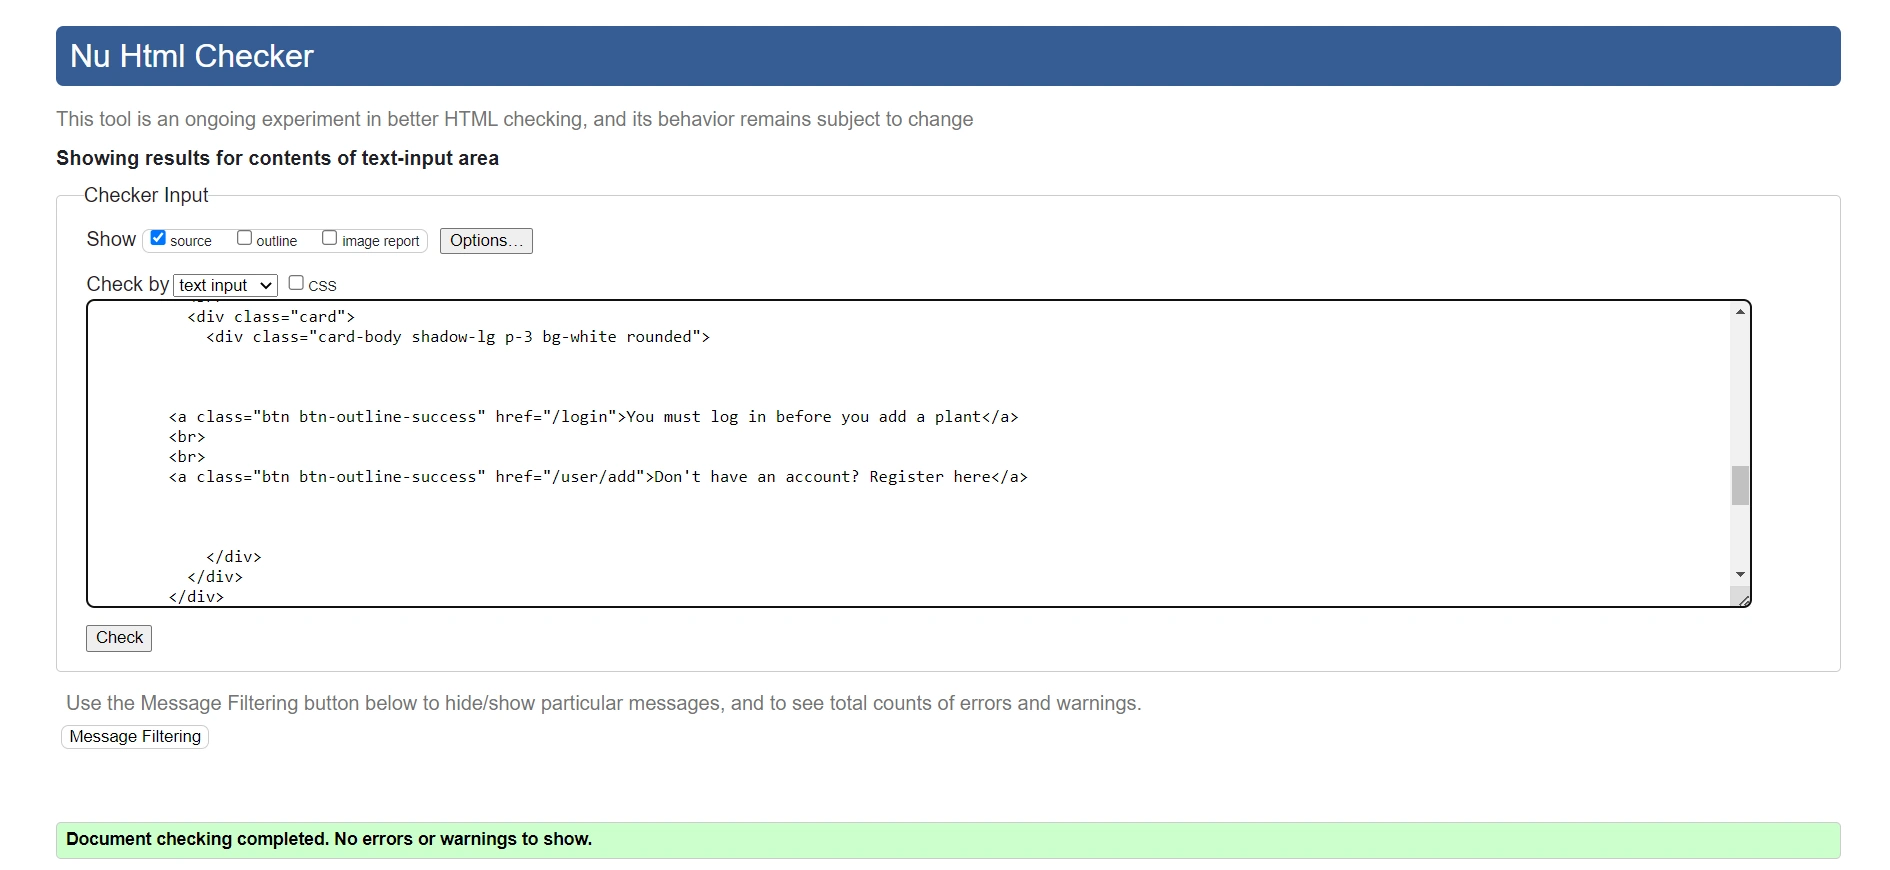 Nu Html Checker
This tool is an ongoing experiment in better HTML checking, and its behavior remains subject to change
Showing results for contents of text-input area
Checker Input
Show source outline image report Options...
Check by text input CSS
<div class="card">
<div class="card-body shadow-lg p-3 bg-white rounded">
<a class="btn btn-outline-success" href="/login">You must log in before you add a plant</a>
<br>
<br>
<a class="btn btn-outline-success" href="/user/add">Don't have an account? Register here</a>
</div>
</div>
</div>
Check
Use the Message Filtering button below to hide/show particular messages, and to see total counts of errors and warnings.
Message Filtering
Document checking completed. No errors or warnings to show.